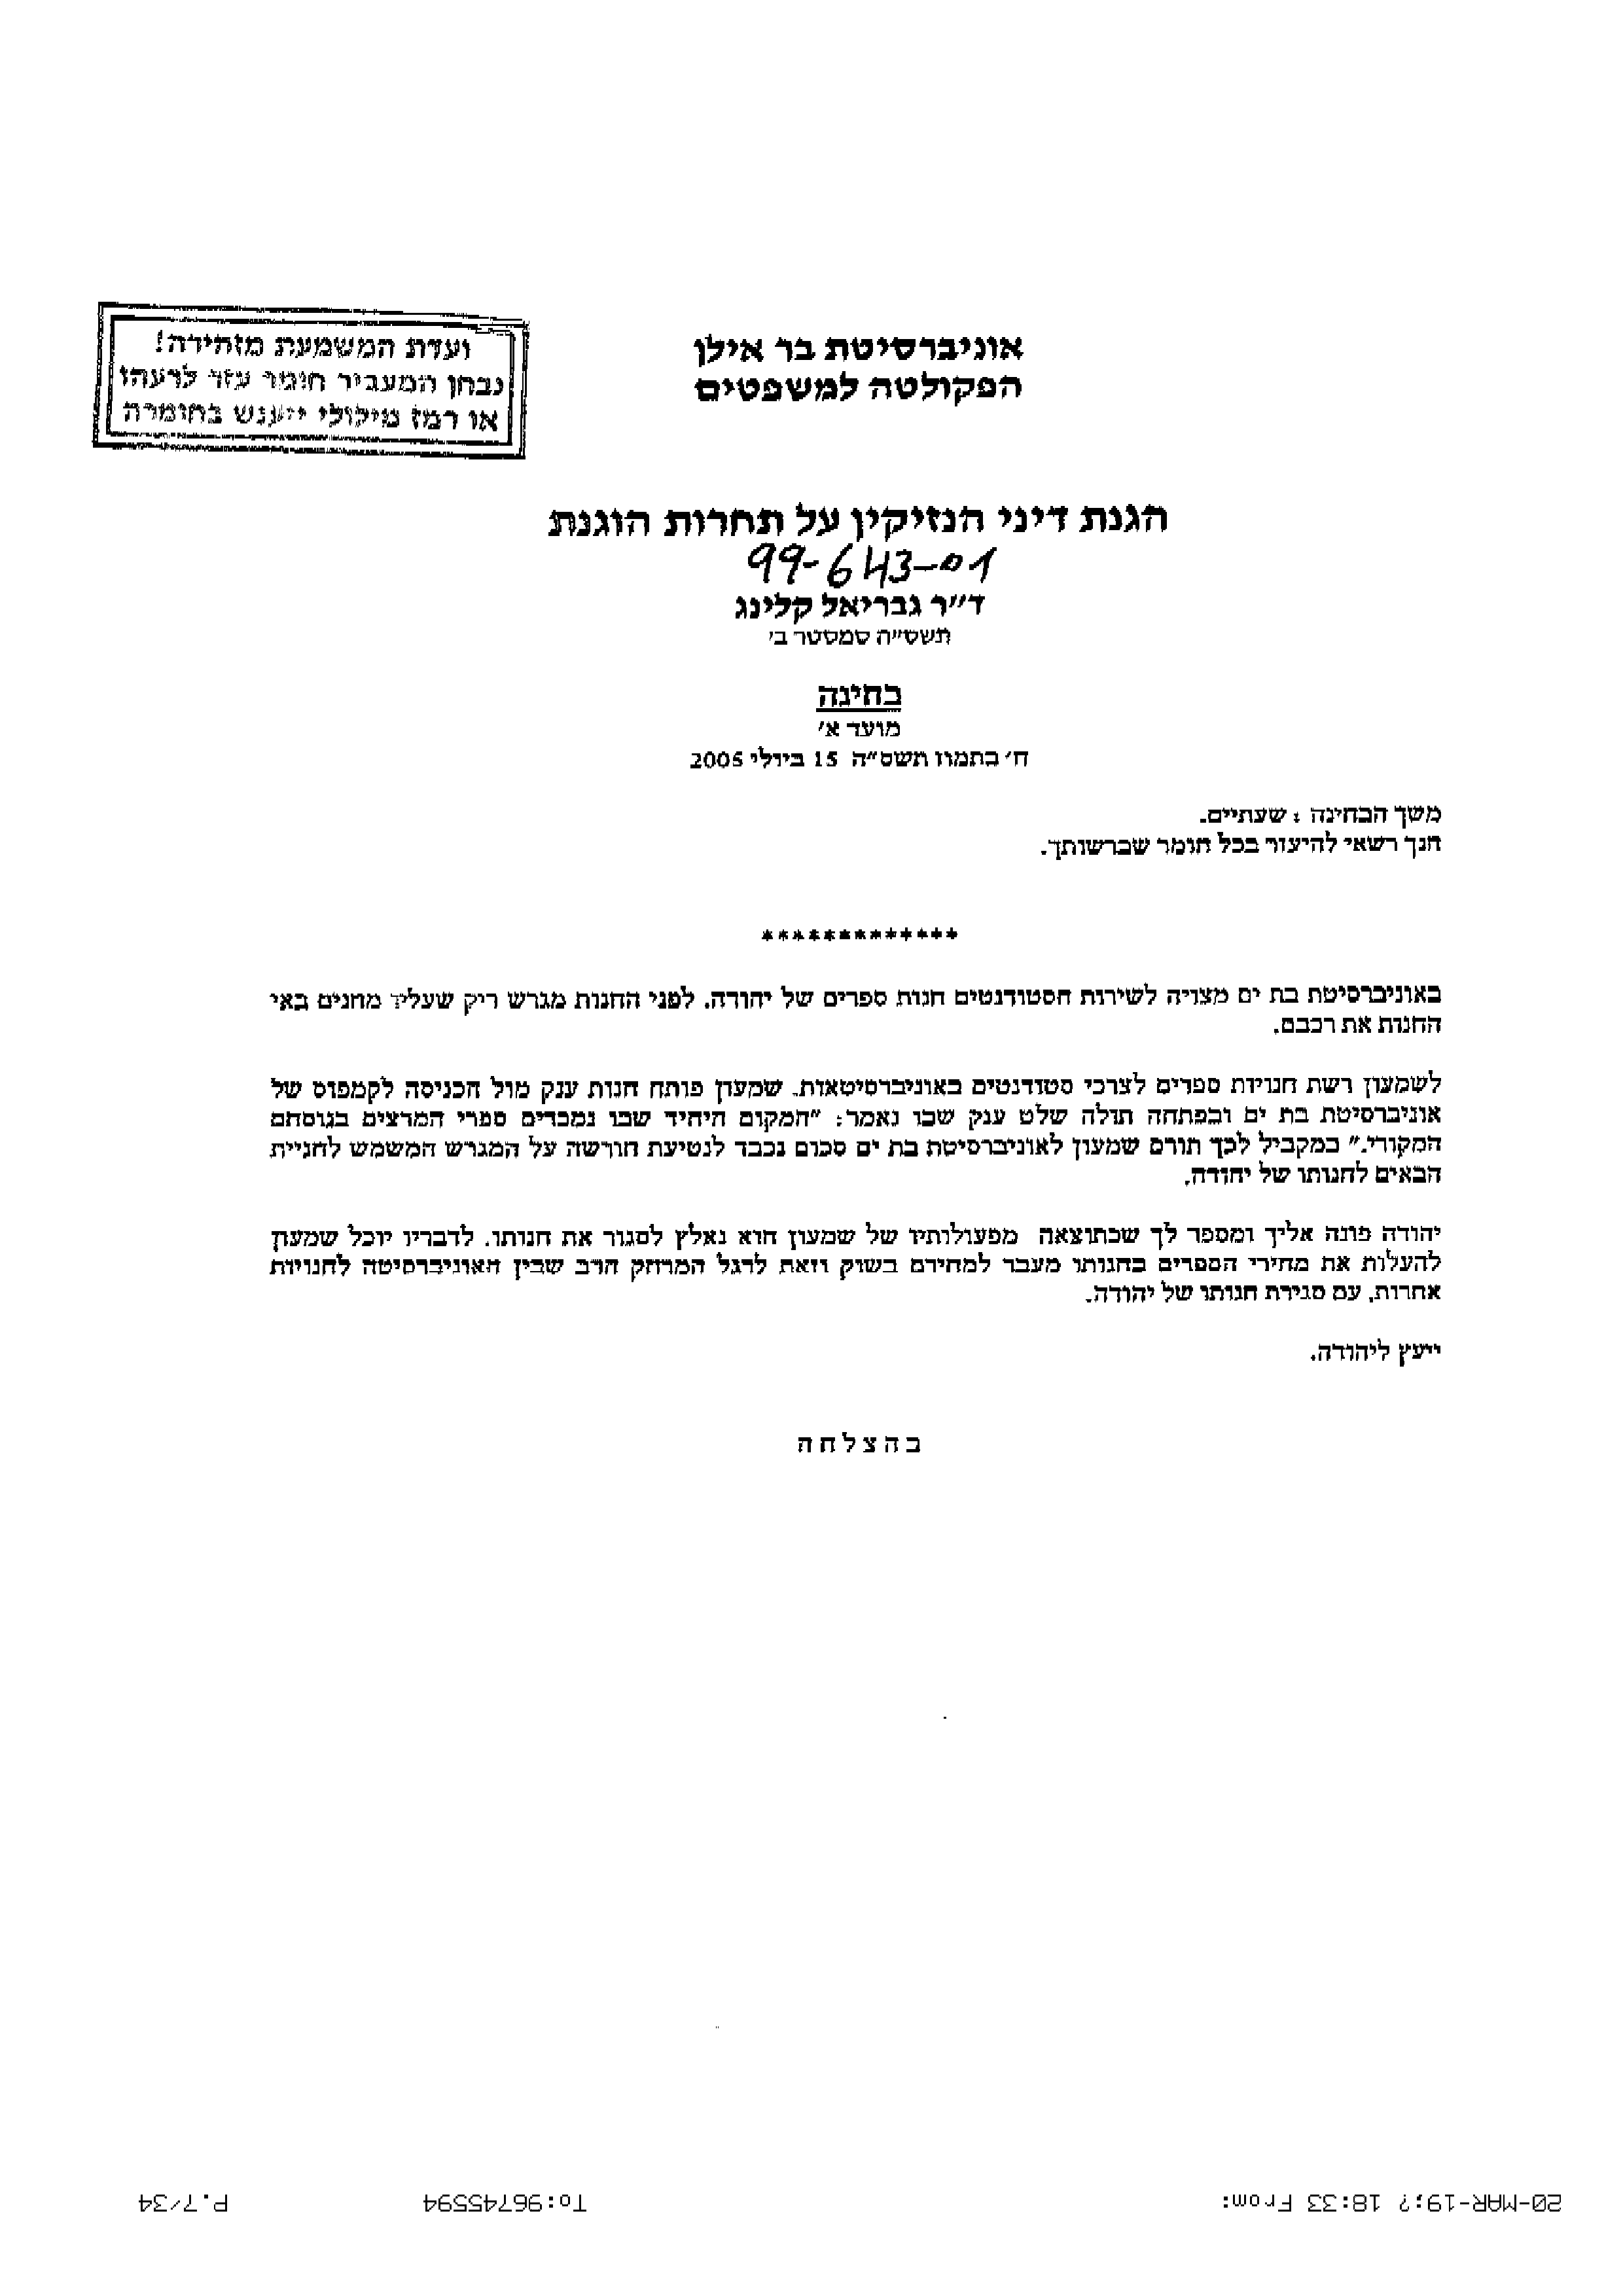 ועדת המשמעת מזהירה!
נבחן המעביר חומר עזר לרעהו
או רמז מילולי ייענש בחומרה
אוניברסיטת בר אילן
הפקולטה למשפטים
הגנת דיני הנזיקין על תחרות הוגנת
99-643-01
ד"ר גבריאל קלינג
תשס"ה סמסטר ב'
בחינה
מועד א'
ח' בתמוז תשס"ה 15 ביולי 2005
משך הבחינה : שעתיים.
הנך רשאי להיעזר בכל חומר שברשותך.
*************
באוניברסיטת בת ים מצויה לשירות הסטודנטים חנות ספרים של יהודה. לפני החנות מגרש ריק שעליו מחנים באי
החנות את רכבם.
לשמעון רשת חנויות ספרים לצרכי סטודנטים באוניברסיטאות. שמעון פותח חנות ענק מול הכניסה לקמפוס של
אוניברסיטת בת ים ובפתחה תולה שלט ענק שבו נאמר: "המקום היחיד שבו נמכרים ספרי המרצים בנוסחם
המקורי." במקביל לכך תורם שמעון לאוניברסיטת בת ים סכום נכבד לנטיעת חורשה על המגרש המשמש לחניית
הבאים לחנותו של יהודה.
יהודה פונה אליך ומספר לך שכתוצאה מפעולותיו של שמעון הוא נאלץ לסגור את חנותו. לדבריו יוכל שמעון
להעלות את מחירי הספרים בחנותו מעבר למחירם בשוק וזאת לרגל המרחק הרב שבין האוניברסיטה לחנויות
אחרות, עם סגירת חנותו של יהודה.
ייעץ ליהודה.
ב ה צ ל ח ה
20-MAR-19;? 18:33 From: To:96745594 P.7/34